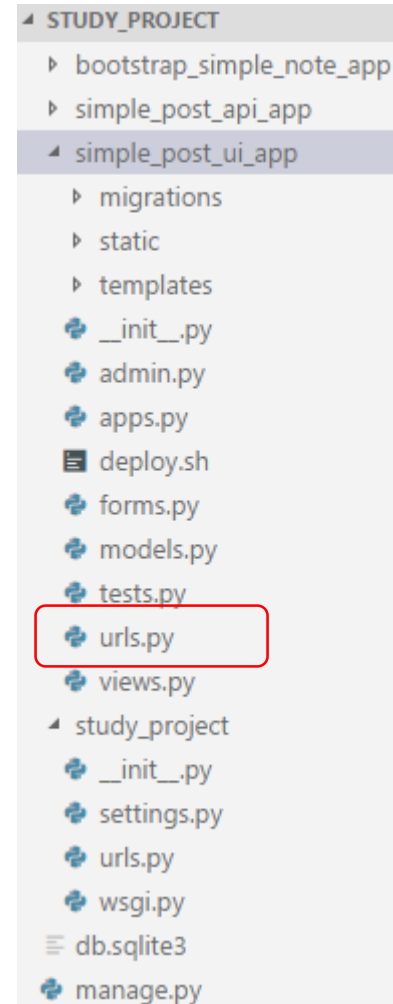 STUDY_PROJECT
bootstrap_simple_note_app
simple_post_api_app
simple_post_ui_app
migrations
static
templates
__init__.py
admin.py
apps.py
deploy.sh
forms.py
models.py
tests.py
urls.py
views.py
study_project
__init__.py
settings.py
urls.py
wsgi.py
db.sqlite3
manage.py